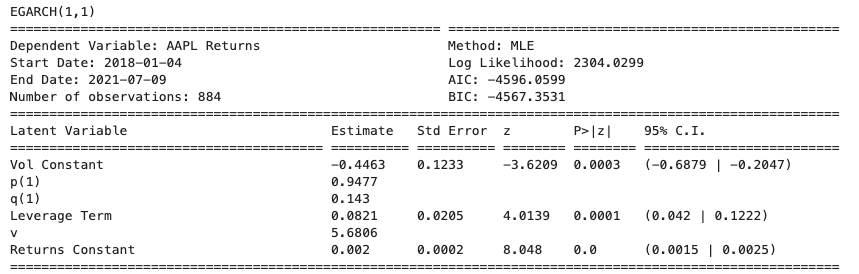 EGARCH(1,1)
======================================================= ==================================================
Dependent Variable: AAPL Returns Method: MLE
Start Date: 2018-01-04 Log Likelihood: 2304.0299
End Date: 2021-07-09 AIC: -4596.0599
Number of observations: 884 BIC: -4567.3531
==========================================================================================================
Latent Variable Estimate Std Error z P>|z| 95% C.I.
======================================== ========== ========== ======== ======== =========================
Vol Constant -0.4463 0.1233 -3.6209 0.0003 (-0.6879 | -0.2047)
p(1) 0.9477
q(1) 0.143
Leverage Term 0.0821 0.0205 4.0139 0.0001 (0.042 | 0.1222)
v 5.6806
Returns Constant 0.002 0.0002 8.048 0.0 (0.0015 | 0.0025)
==========================================================================================================